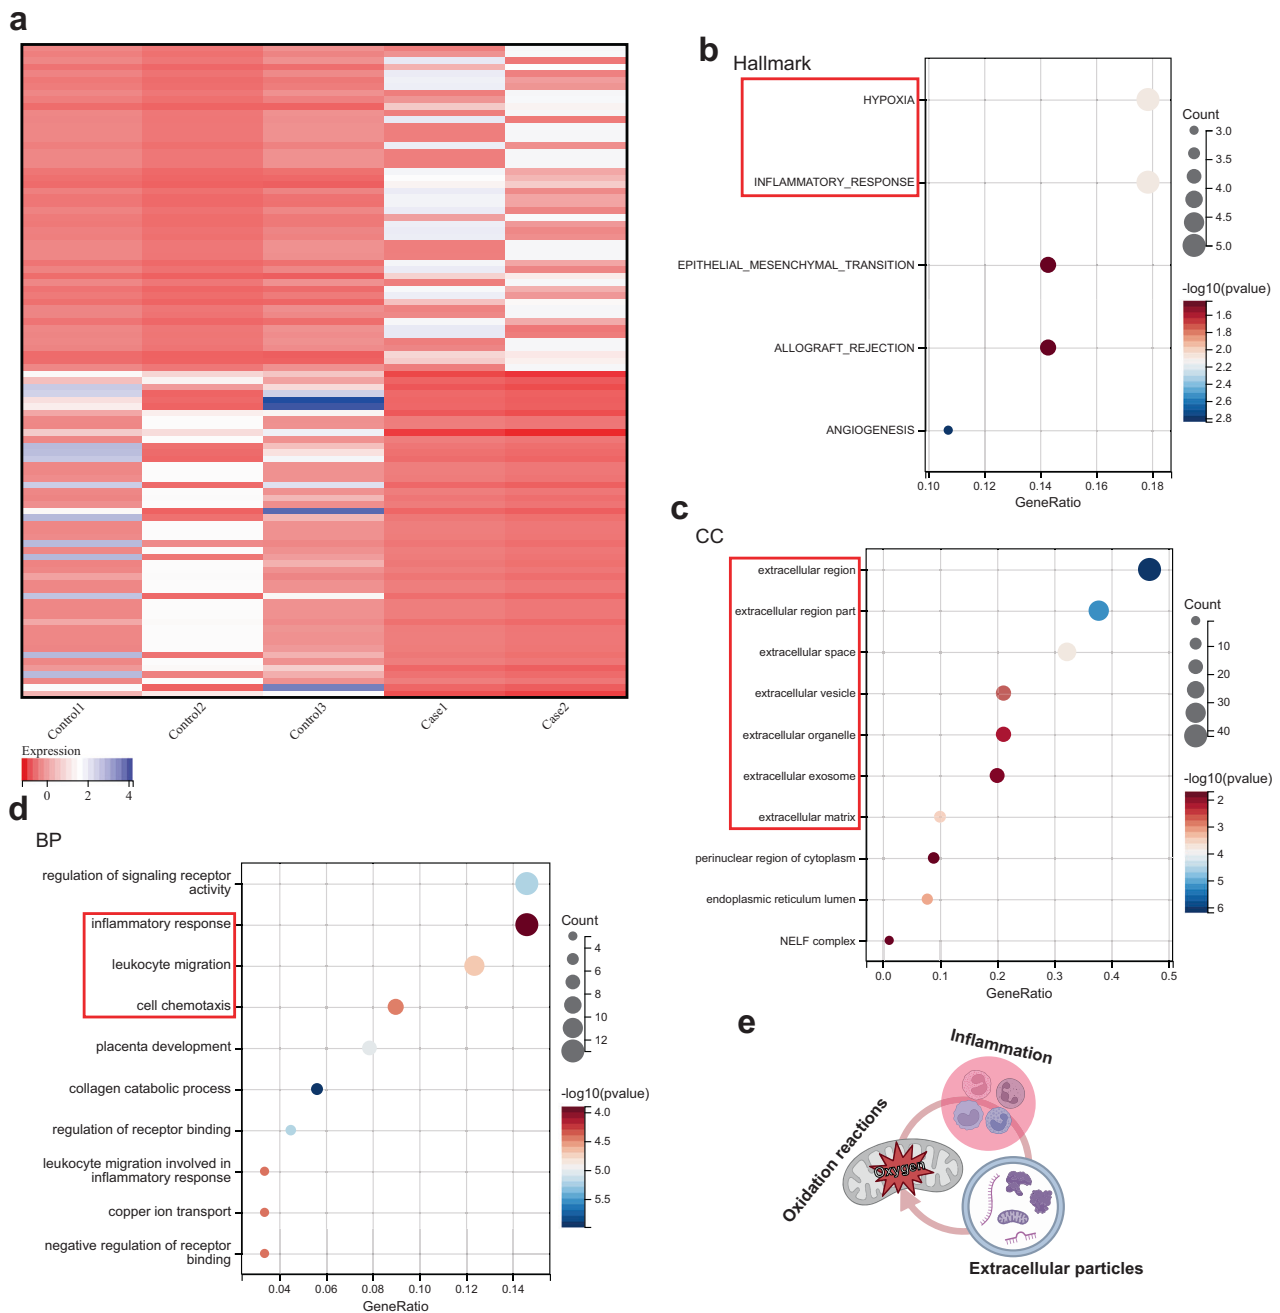 a
Control1
Control2
Control3
Case1
Case2
Expression
0
2
4
b
Hallmark
HYPOXIA
INFLAMMATORY_RESPONSE
EPITHELIAL_MESENCHYMAL_TRANSITION
ALLOGRAFT_REJECTION
ANGIOGENESIS
0.10
0.12
0.14
0.16
0.18
GeneRatio
Count
3.0
3.5
4.0
4.5
5.0
-log10(pvalue)
1.6
1.8
2.0
2.2
2.4
2.6
2.8
c
CC
extracellular region
extracellular region part
extracellular space
extracellular vesicle
extracellular organelle
extracellular exosome
extracellular matrix
perinuclear region of cytoplasm
endoplasmic reticulum lumen
NELF complex
0.0
0.1
0.2
0.3
0.4
0.5
GeneRatio
Count
10
20
30
40
-log10(pvalue)
2
3
4
5
6
d
BP
regulation of signaling receptor
activity
inflammatory response
leukocyte migration
cell chemotaxis
placenta development
collagen catabolic process
regulation of receptor binding
leukocyte migration involved in
inflammatory response
copper ion transport
negative regulation of receptor
binding
0.04
0.06
0.08
0.10
0.12
0.14
GeneRatio
Count
4
6
8
10
12
-log10(pvalue)
4.0
4.5
5.0
5.5
e
Inflammation
Oxidation reactions
Oxygen
Extracellular particles